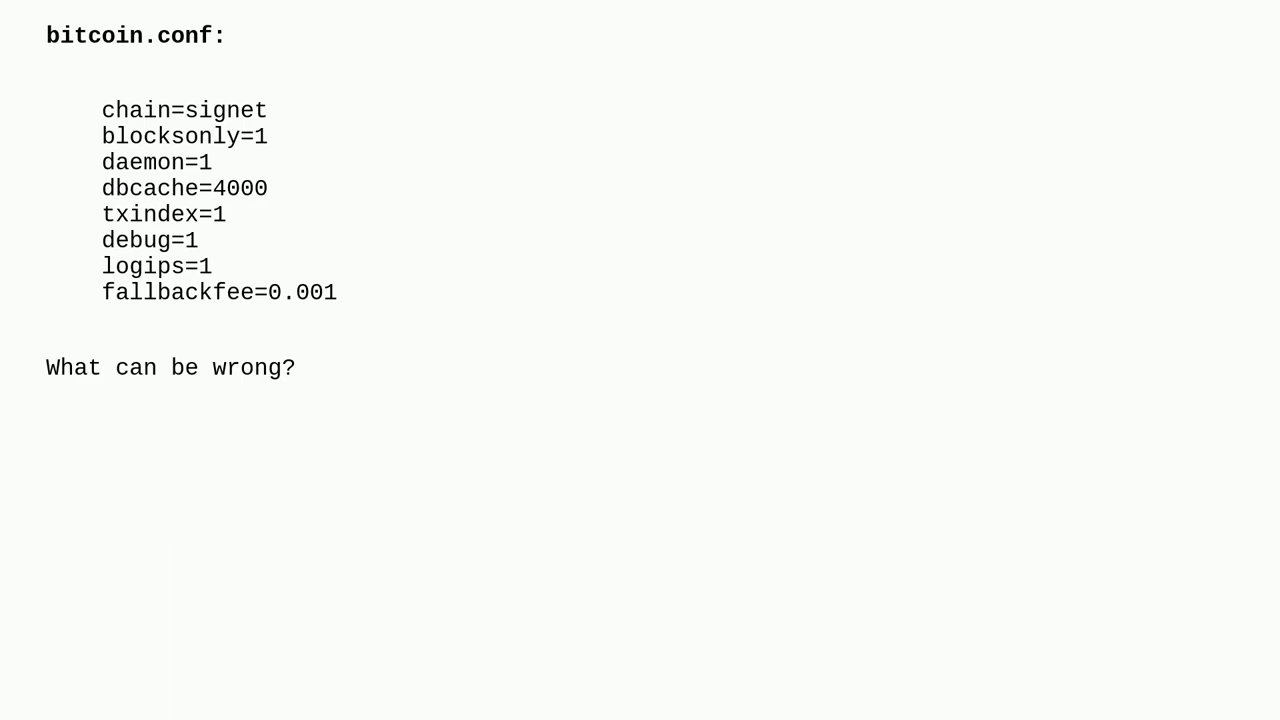 bitcoin.conf:
chain=signet
blocksonly=1
daemon=1
dbcache=4000
txindex=1
debug=1
logips=1
fallbackfee=0.001
What can be wrong?